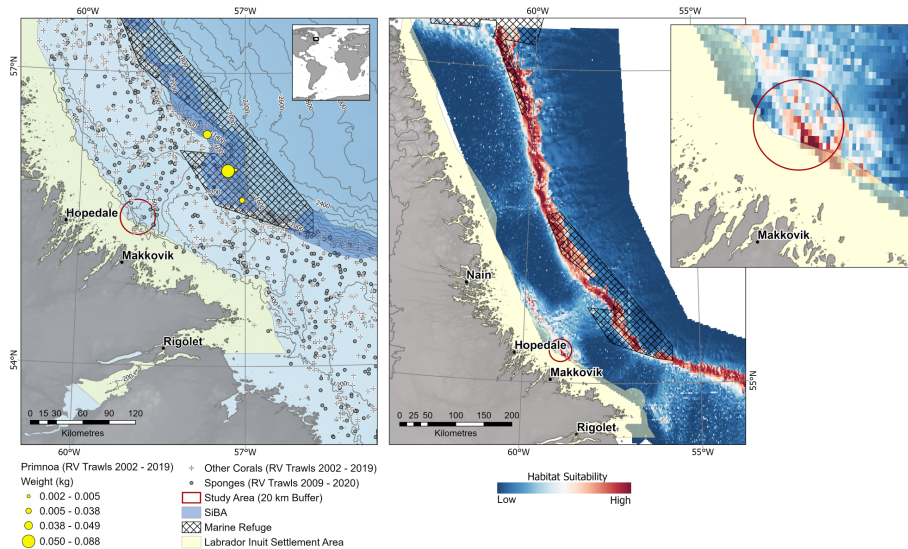 60°W
57°W
57°N
54°N
Hopedale
Makkovik
Rigolet
0 15 30 60 90 120
Kilometres
60°W
55°W
Nain
Hopedale
Makkovik
Rigolet
0 25 50 100 150 200
Kilometres
60°W
55°W
55°N
Makkovik
Primnoa (RV Trawls 2002 - 2019)
Weight (kg)
0.002 - 0.005
0.005 - 0.038
0.038 - 0.049
0.050 - 0.088
Other Corals (RV Trawls 2002 - 2019)
Sponges (RV Trawls 2009 - 2020)
Study Area (20 km Buffer)
SiBA
Marine Refuge
Labrador Inuit Settlement Area
Habitat Suitability
Low High